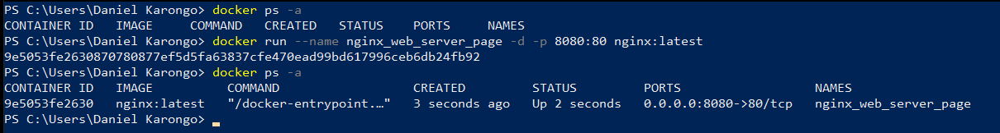 PS C:\Users\Daniel Karongo> docker ps -a
CONTAINER ID   IMAGE     COMMAND   CREATED   STATUS    PORTS     NAMES
PS C:\Users\Daniel Karongo> docker run --name nginx_web_server_page -d -p 8080:80 nginx:latest
9e5053fe2630870780877ef5d5fa63837cfe470ead99bd617996ceb6db24fb92
PS C:\Users\Daniel Karongo> docker ps -a
CONTAINER ID   IMAGE          COMMAND                  CREATED         STATUS         PORTS                  NAMES
9e5053fe2630   nginx:latest   "/docker-entrypoint.…"   3 seconds ago   Up 2 seconds   0.0.0.0:8080->80/tcp   nginx_web_server_page
PS C:\Users\Daniel Karongo>